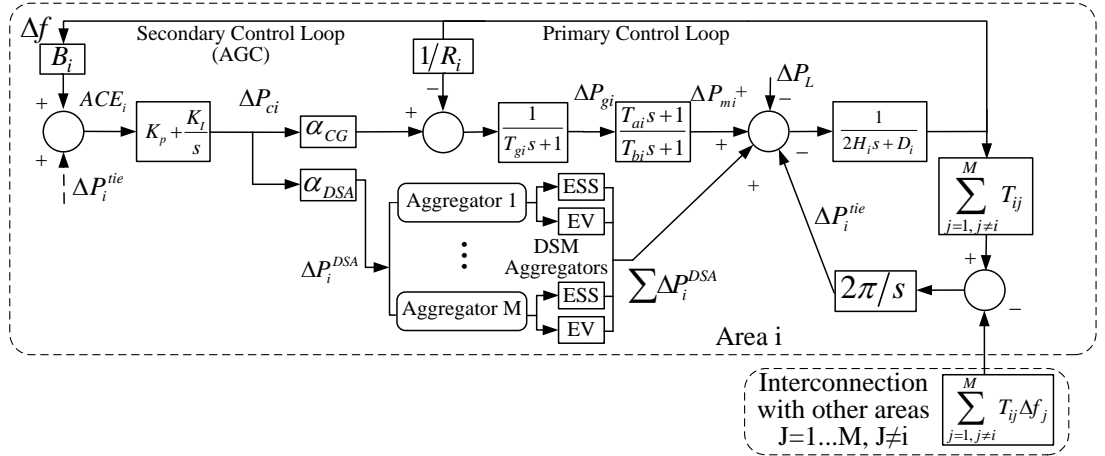 Δf
Secondary Control Loop
(AGC)
Primary Control Loop
B_i
1/R_i
ΔP_L
+
ACE_i
ΔP_ci
−
ΔP_gi
ΔP_mi
+
−
K_p + K_I/s
α_CG
+
1/(T_gi s+1)
(T_ai s+1)/(T_bi s+1)
+
−
1/(2H_i s + D_i)
+
ΔP_i^tie
α_DSA
+
Aggregator 1
ESS
EV
ΔP_i^tie
∑_{j=1, j≠i}^{M} T_ij
ΔP_i^DSA
⋮
DSM
Aggregators
∑ΔP_i^DSA
+
Aggregator M
ESS
EV
2π/s
−
Area i
Interconnection
with other areas
J=1...M, J≠i
∑_{j=1, j≠i}^{M} T_ij Δf_j